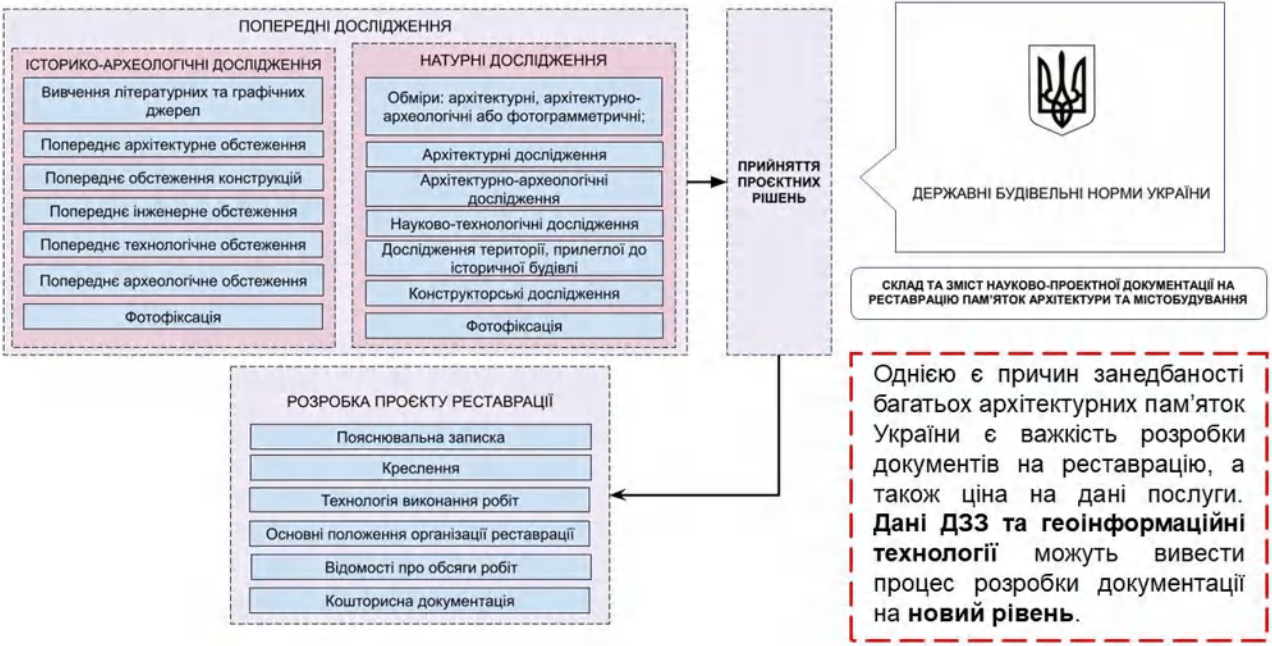 ПОПЕРЕДНІ ДОСЛІДЖЕННЯ
ІСТОРИКО-АРХЕОЛОГІЧНІ ДОСЛІДЖЕННЯ
Вивчення літературних та графічних
джерел
Попереднє архітектурне обстеження
Попереднє обстеження конструкцій
Попереднє інженерне обстеження
Попереднє технологічне обстеження
Попереднє археологічне обстеження
Фотофіксація
НАТУРНІ ДОСЛІДЖЕННЯ
Обміри: архітектурні, архітектурно-
археологічні або фотограмметричні;
Архітектурні дослідження
Архітектурно-археологічні
дослідження
Науково-технологічні дослідження
Дослідження території, прилеглої до
історичної будівлі
Конструкторські дослідження
Фотофіксація
ПРИЙНЯТТЯ
ПРОЄКТНИХ
РІШЕНЬ
ДЕРЖАВНІ БУДІВЕЛЬНІ НОРМИ УКРАЇНИ
СКЛАД ТА ЗМІСТ НАУКОВО-ПРОЕКТНОЇ ДОКУМЕНТАЦІЇ НА
РЕСТАВРАЦІЮ ПАМ'ЯТОК АРХІТЕКТУРИ ТА МІСТОБУДУВАННЯ
РОЗРОБКА ПРОЄКТУ РЕСТАВРАЦІЇ
Пояснювальна записка
Креслення
Технологія виконання робіт
Основні положення організації реставрації
Відомості про обсяги робіт
Кошторисна документація
Однією є причин занедбаності
багатьох архітектурних пам'яток
України є важкість розробки
документів на реставрацію, а
також ціна на дані послуги.
Дані ДЗЗ та геоінформаційні
технології можуть вивести
процес розробки документації
на новий рівень.